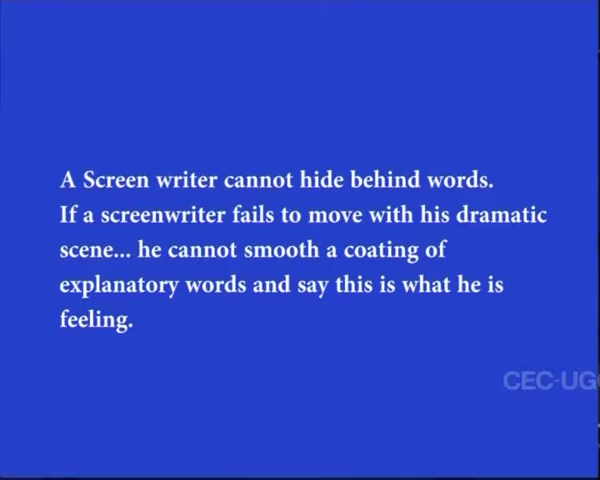 A Screen writer cannot hide behind words.
If a screenwriter fails to move with his dramatic
scene... he cannot smooth a coating of
explanatory words and say this is what he is
feeling.
CEC-UG